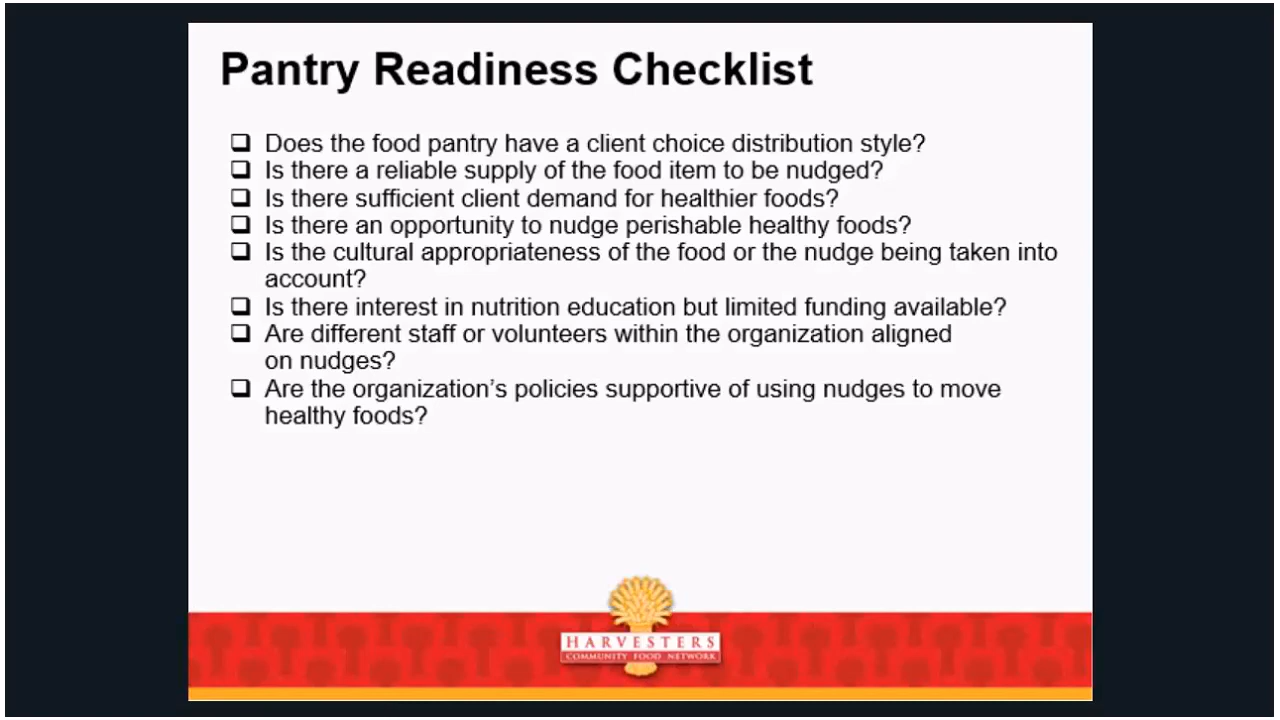 Pantry Readiness Checklist
Does the food pantry have a client choice distribution style?
Is there a reliable supply of the food item to be nudged?
Is there sufficient client demand for healthier foods?
Is there an opportunity to nudge perishable healthy foods?
Is the cultural appropriateness of the food or the nudge being taken into
account?
Is there interest in nutrition education but limited funding available?
Are different staff or volunteers within the organization aligned
on nudges?
Are the organization’s policies supportive of using nudges to move
healthy foods?
HARVESTERS
COMMUNITY FOOD NETWORK